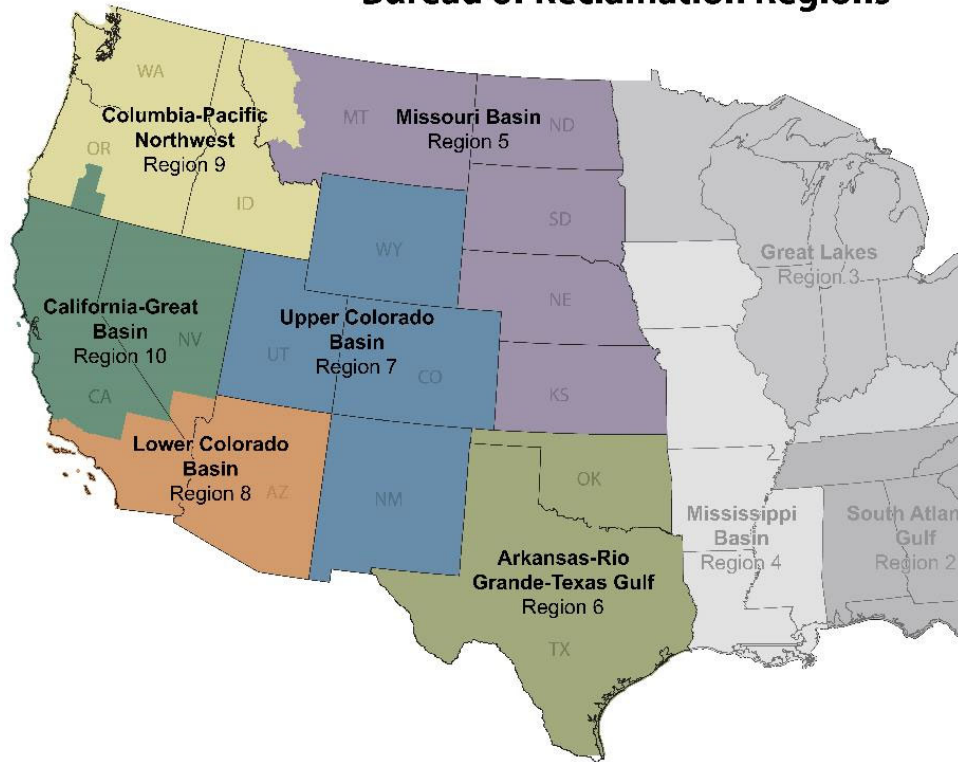 Bureau of Reclamation Regions
WA
Columbia-Pacific
Northwest
Region 9
OR
ID
MT
Missouri Basin
Region 5
ND
SD
WY
NE
Great Lakes
Region 3
California-Great
Basin
Region 10
NV
CA
Upper Colorado
Basin
Region 7
UT
CO
KS
Lower Colorado
Basin
Region 8
AZ
NM
OK
2
Mississippi
Basin
Region 4
South Atlan
Gulf
Region 2
Arkansas-Rio
Grande-Texas Gulf
Region 6
TX